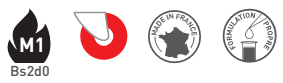 M1
Bs2d0
MADE IN FRANCE
FORMULATION PROPRE